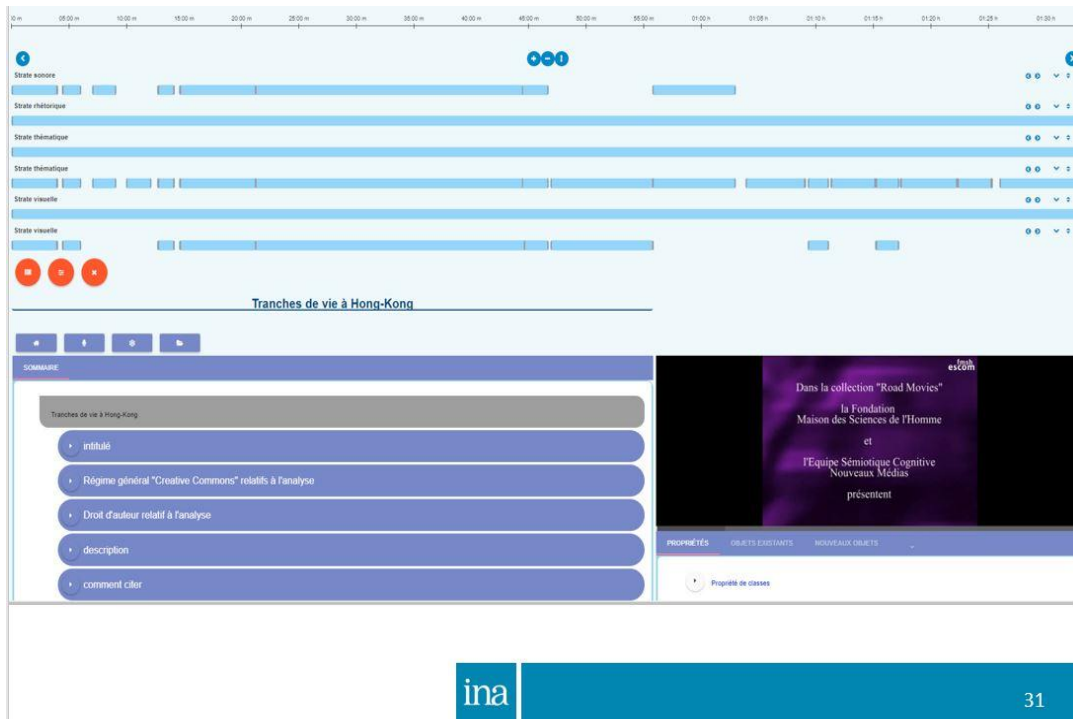 00:00 m 05:00 m 10:00 m 15:00 m 20:00 m 25:00 m 30:00 m 35:00 m 40:00 m 45:00 m 50:00 m 55:00 m 01:00 h 01:05 h 01:10 h 01:15 h 01:20 h 01:25 h 01:30 h
Strate sonore
Strate rhétorique
Strate thématique
Strate thématique
Strate visuelle
Strate visuelle
Tranches de vie à Hong-Kong
SOMMAIRE
Tranches de vie à Hong-Kong
intitulé
Régime général "Creative Commons" relatifs à l'analyse
Droit d'auteur relatif à l'analyse
description
comment citer
fmsh
escom
Dans la collection "Road Movies"
la Fondation
Maison des Sciences de l'Homme
et
l'Equipe Sémiotique Cognitive
Nouveaux Médias
présentent
PROPRIÉTÉS OBJETS EXISTANTS NOUVEAUX OBJETS
Propriété de classes
ina
31